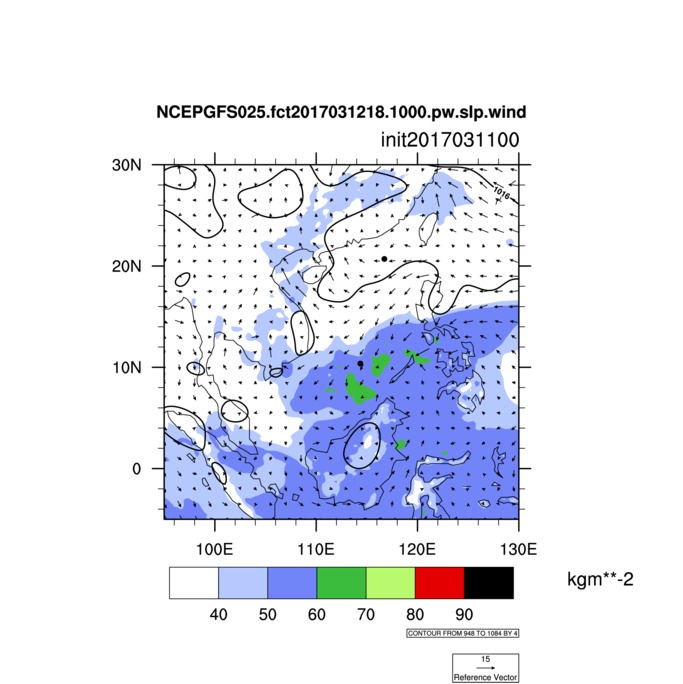 NCEPGFS025.fct2017031218.1000.pw.slp.wind
init2017031100
30N
1016
20N
10N
0
100E 110E 120E 130E
kgm**-2
40 50 60 70 80 90
CONTOUR FROM 948 TO 1084 BY 4
15
Reference Vector